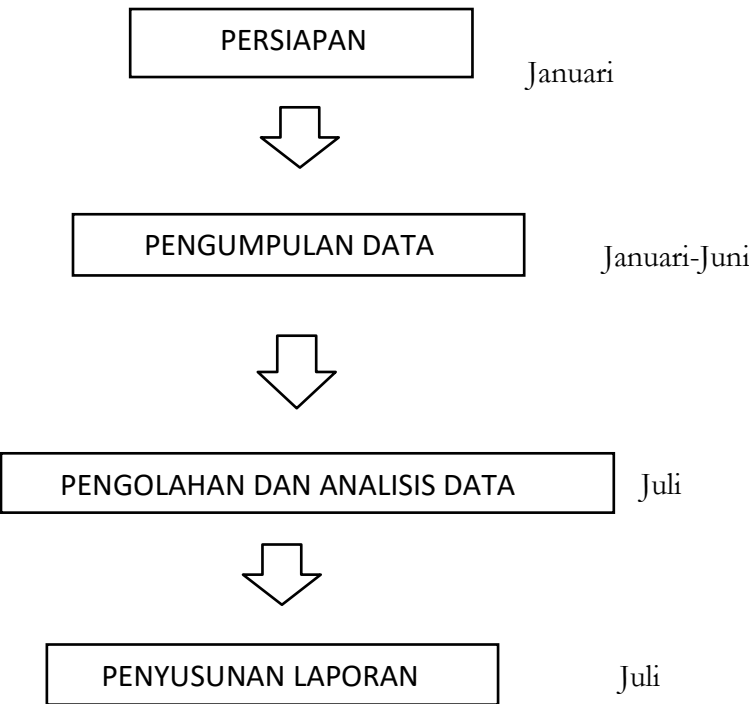 PERSIAPAN
Januari
PENGUMPULAN DATA
Januari-Juni
PENGOLAHAN DAN ANALISIS DATA
Juli
PENYUSUNAN LAPORAN
Juli